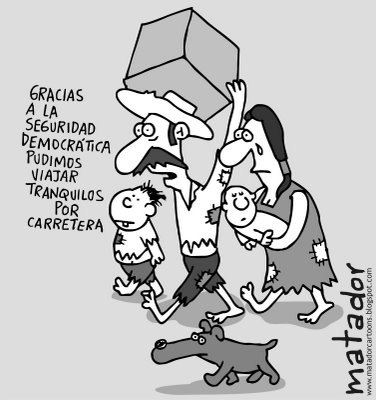 GRACIAS
A LA
SEGURIDAD
DEMOCRÁTICA
PUDIMOS
VIAJAR
TRANQUILOS
POR
CARRETERA
matador
www.matadorcartoons.blogspot.com